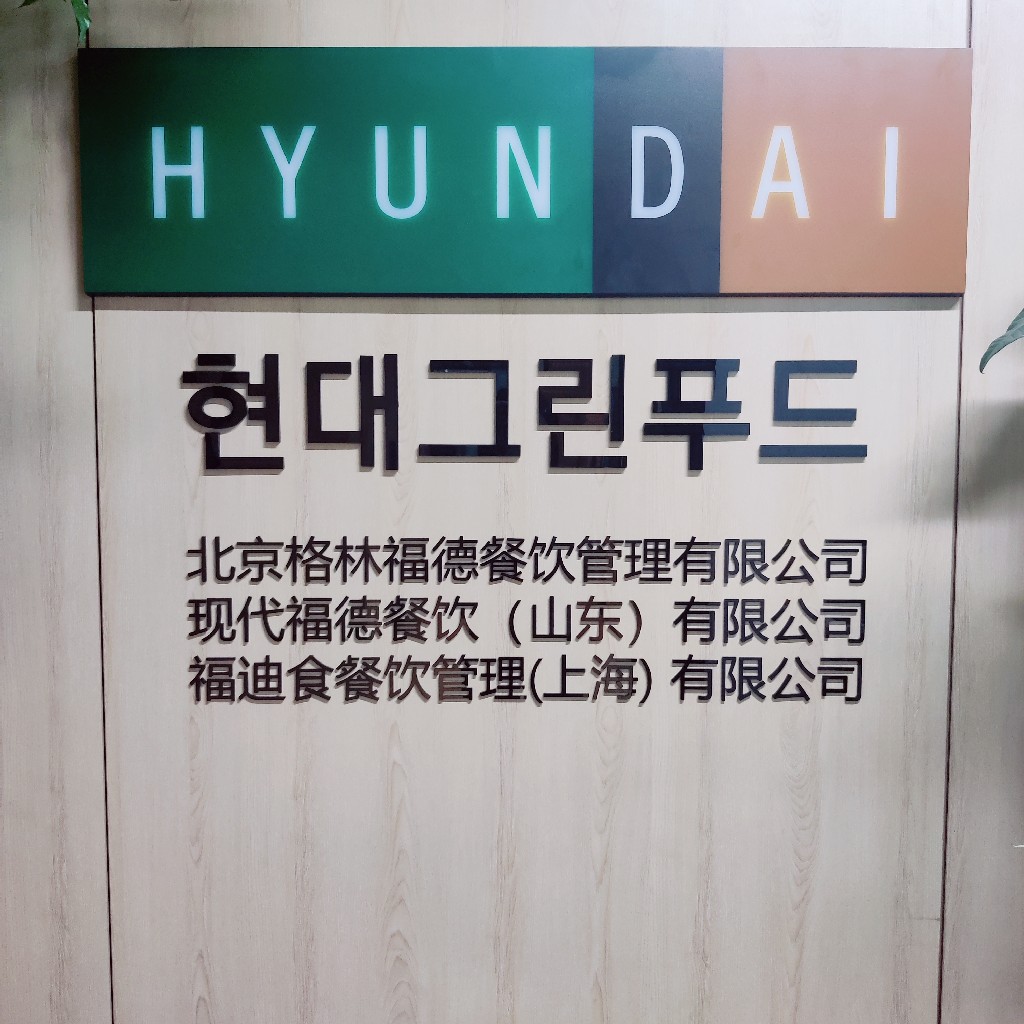 HYUNDAI
현대그린푸드
北京格林福德餐饮管理有限公司
现代福德餐饮（山东）有限公司
福迪食餐饮管理(上海) 有限公司